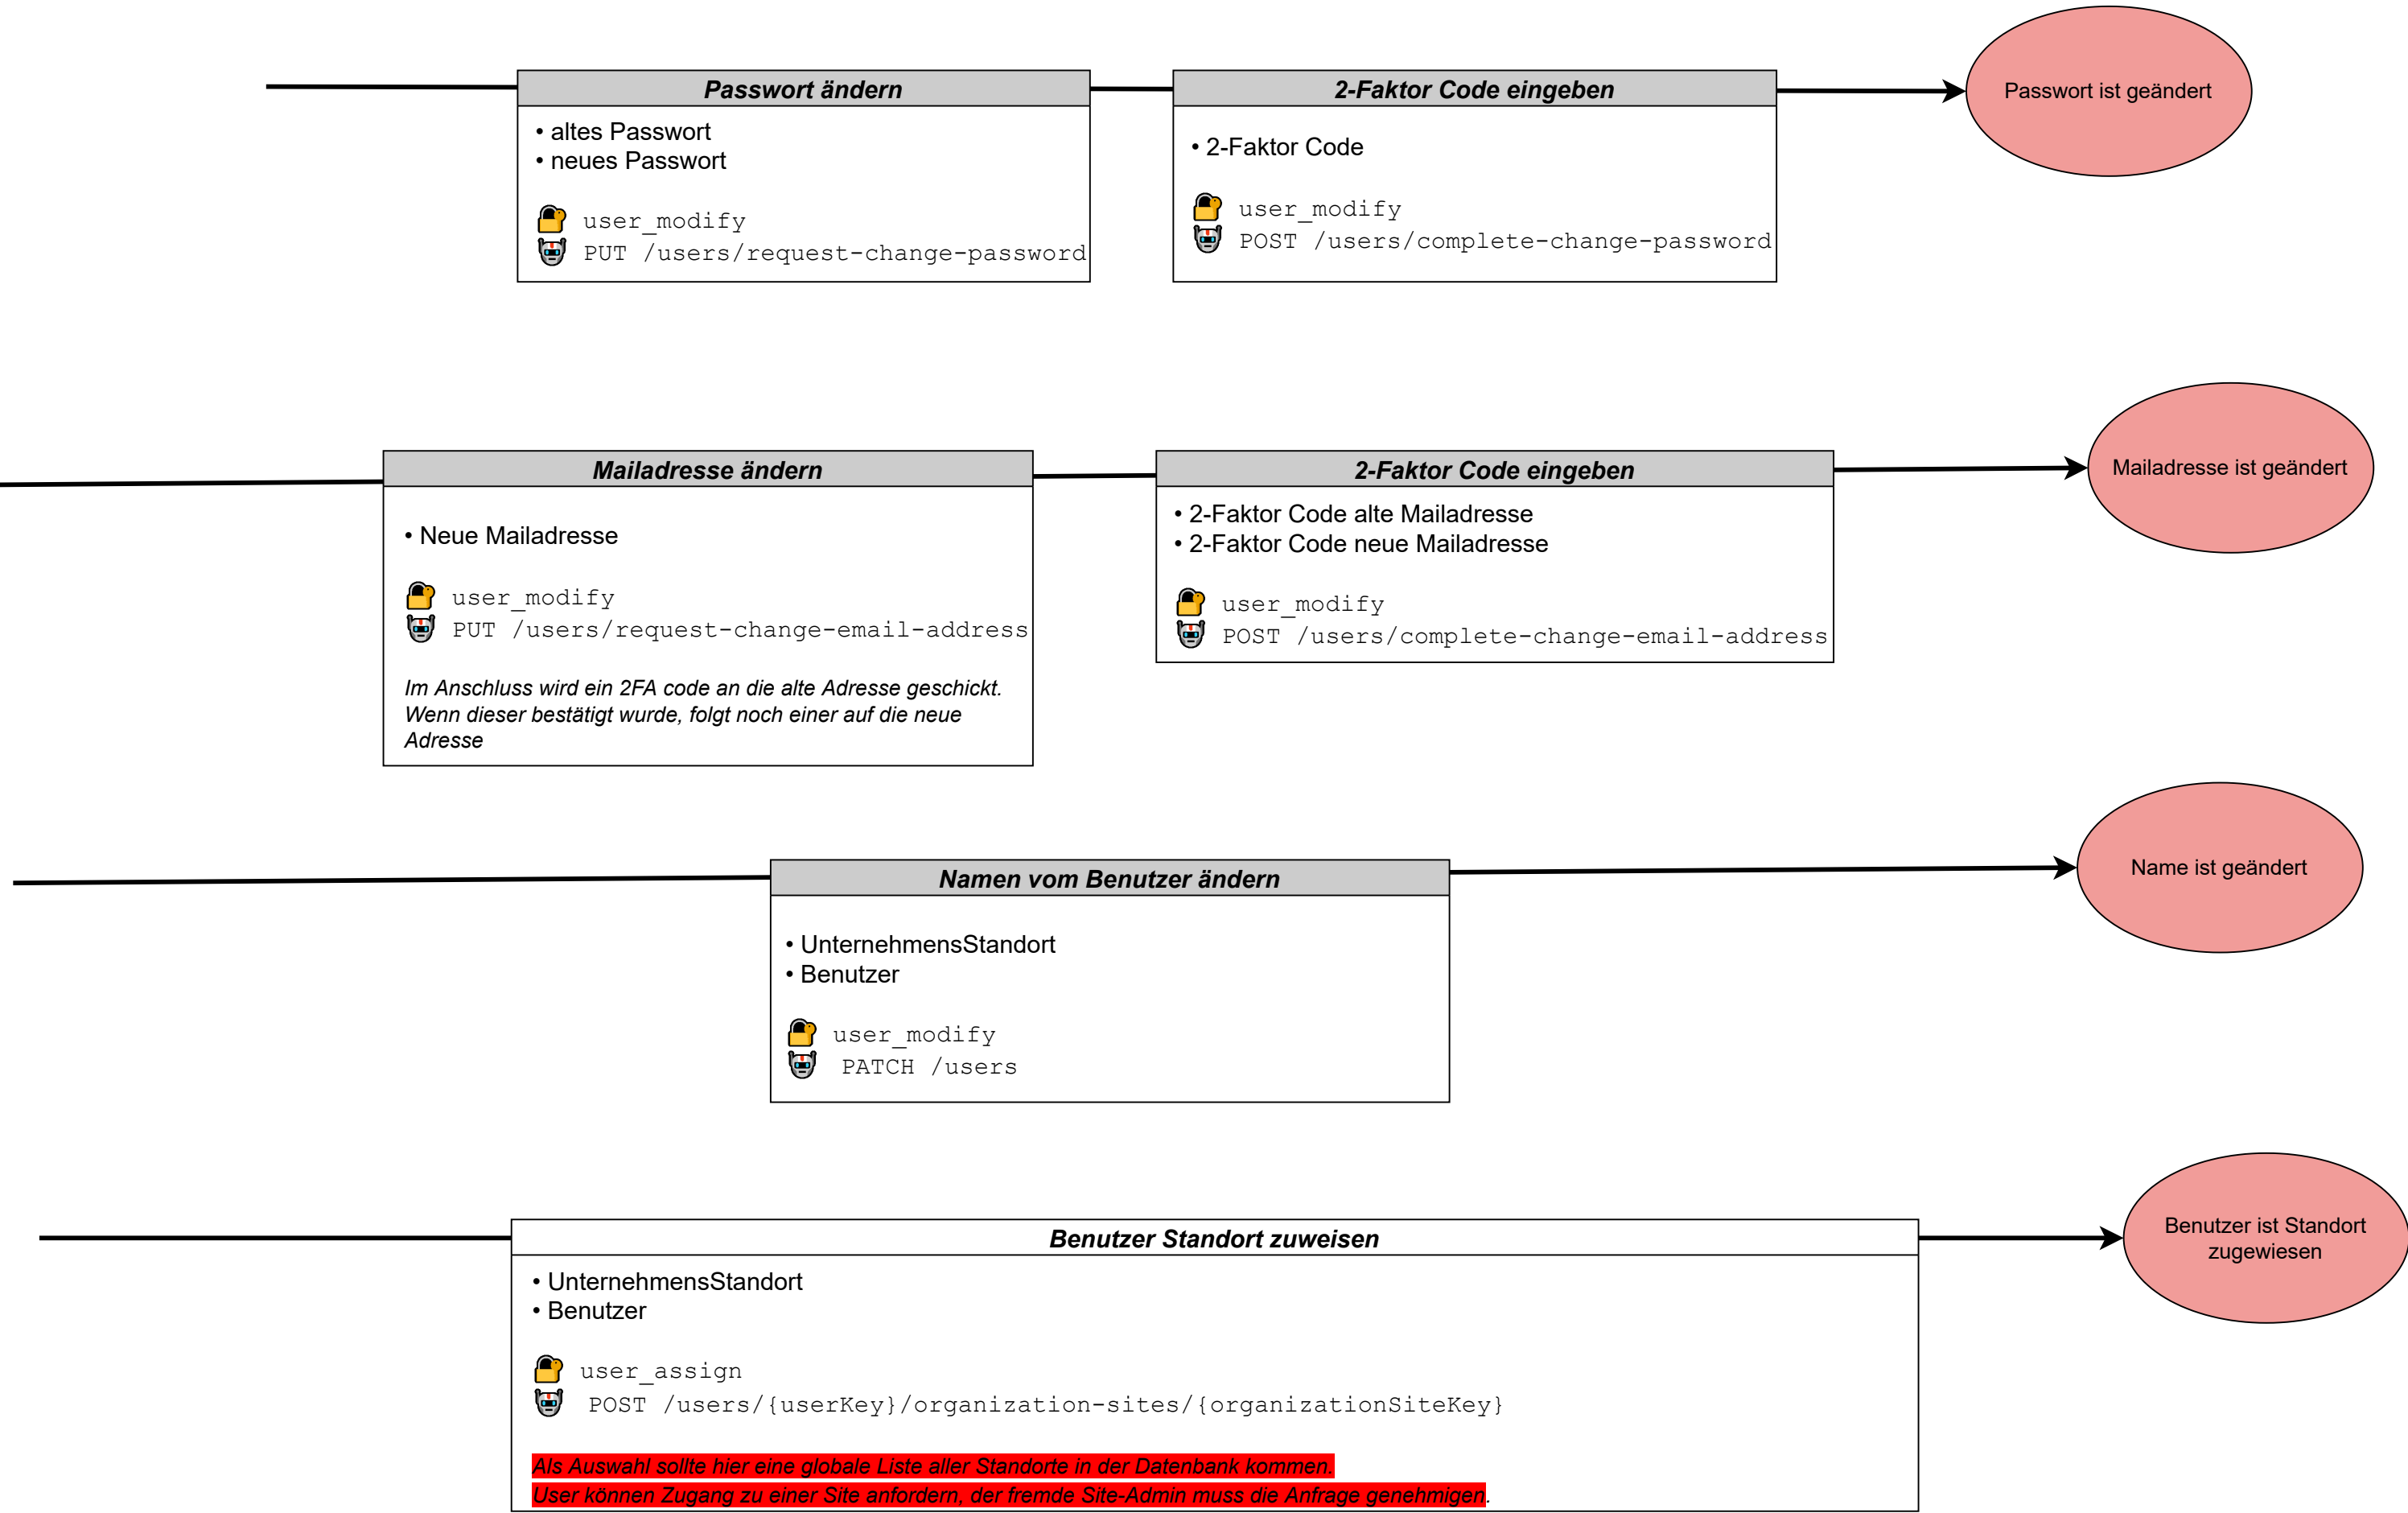 Passwort ändern
• altes Passwort
• neues Passwort
user_modify
PUT /users/request-change-password
2-Faktor Code eingeben
• 2-Faktor Code
user_modify
POST /users/complete-change-password
Passwort ist geändert
Mailadresse ändern
• Neue Mailadresse
user_modify
PUT /users/request-change-email-address
Im Anschluss wird ein 2FA code an die alte Adresse geschickt.
Wenn dieser bestätigt wurde, folgt noch einer auf die neue
Adresse
2-Faktor Code eingeben
• 2-Faktor Code alte Mailadresse
• 2-Faktor Code neue Mailadresse
user_modify
POST /users/complete-change-email-address
Mailadresse ist geändert
Namen vom Benutzer ändern
• UnternehmensStandort
• Benutzer
user_modify
PATCH /users
Name ist geändert
Benutzer Standort zuweisen
• UnternehmensStandort
• Benutzer
user_assign
POST /users/{userKey}/organization-sites/{organizationSiteKey}
Als Auswahl sollte hier eine globale Liste aller Standorte in der Datenbank kommen.
User können Zugang zu einer Site anfordern, der fremde Site-Admin muss die Anfrage genehmigen.
Benutzer ist Standort
zugewiesen